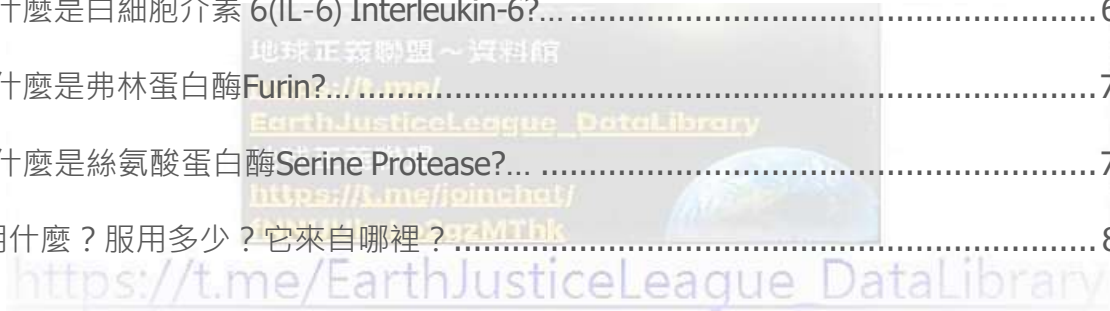 什麼是白細胞介素 6(IL-6) Interleukin-6?… 6
地球正義聯盟～資料館
什麼是弗林蛋白酶Furin?… 7
https://t.me/
EarthJusticeLeague_DataLibrary
什麼是絲氨酸蛋白酶Serine Protease?… 7
https://t.me/joinchat/
什麼？服用多少？它來自哪裡？ 8
https://t.me/EarthJusticeLeague_DataLibrary